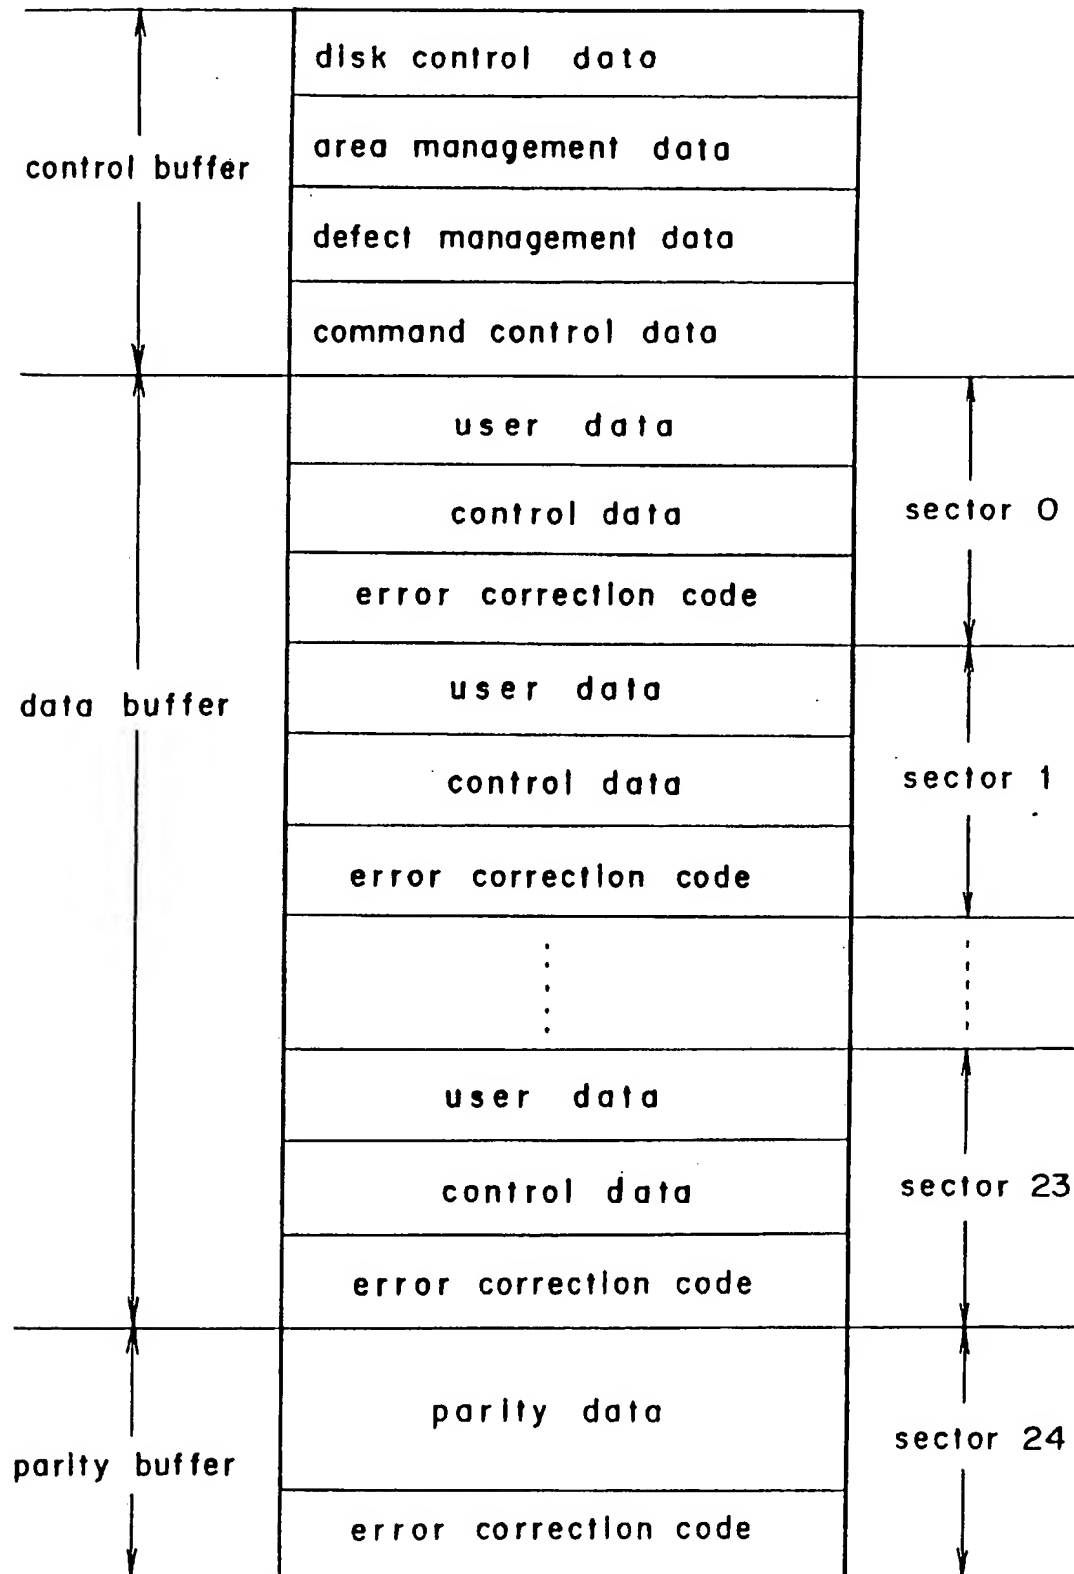 disk control data
area management data
control buffer
defect management data
command control data
user data
control data
sector 0
error correction code
user data
data buffer
control data
sector 1
error correction code
user data
control data
sector 23
error correction code
parity data
sector 24
parity buffer
error correction code